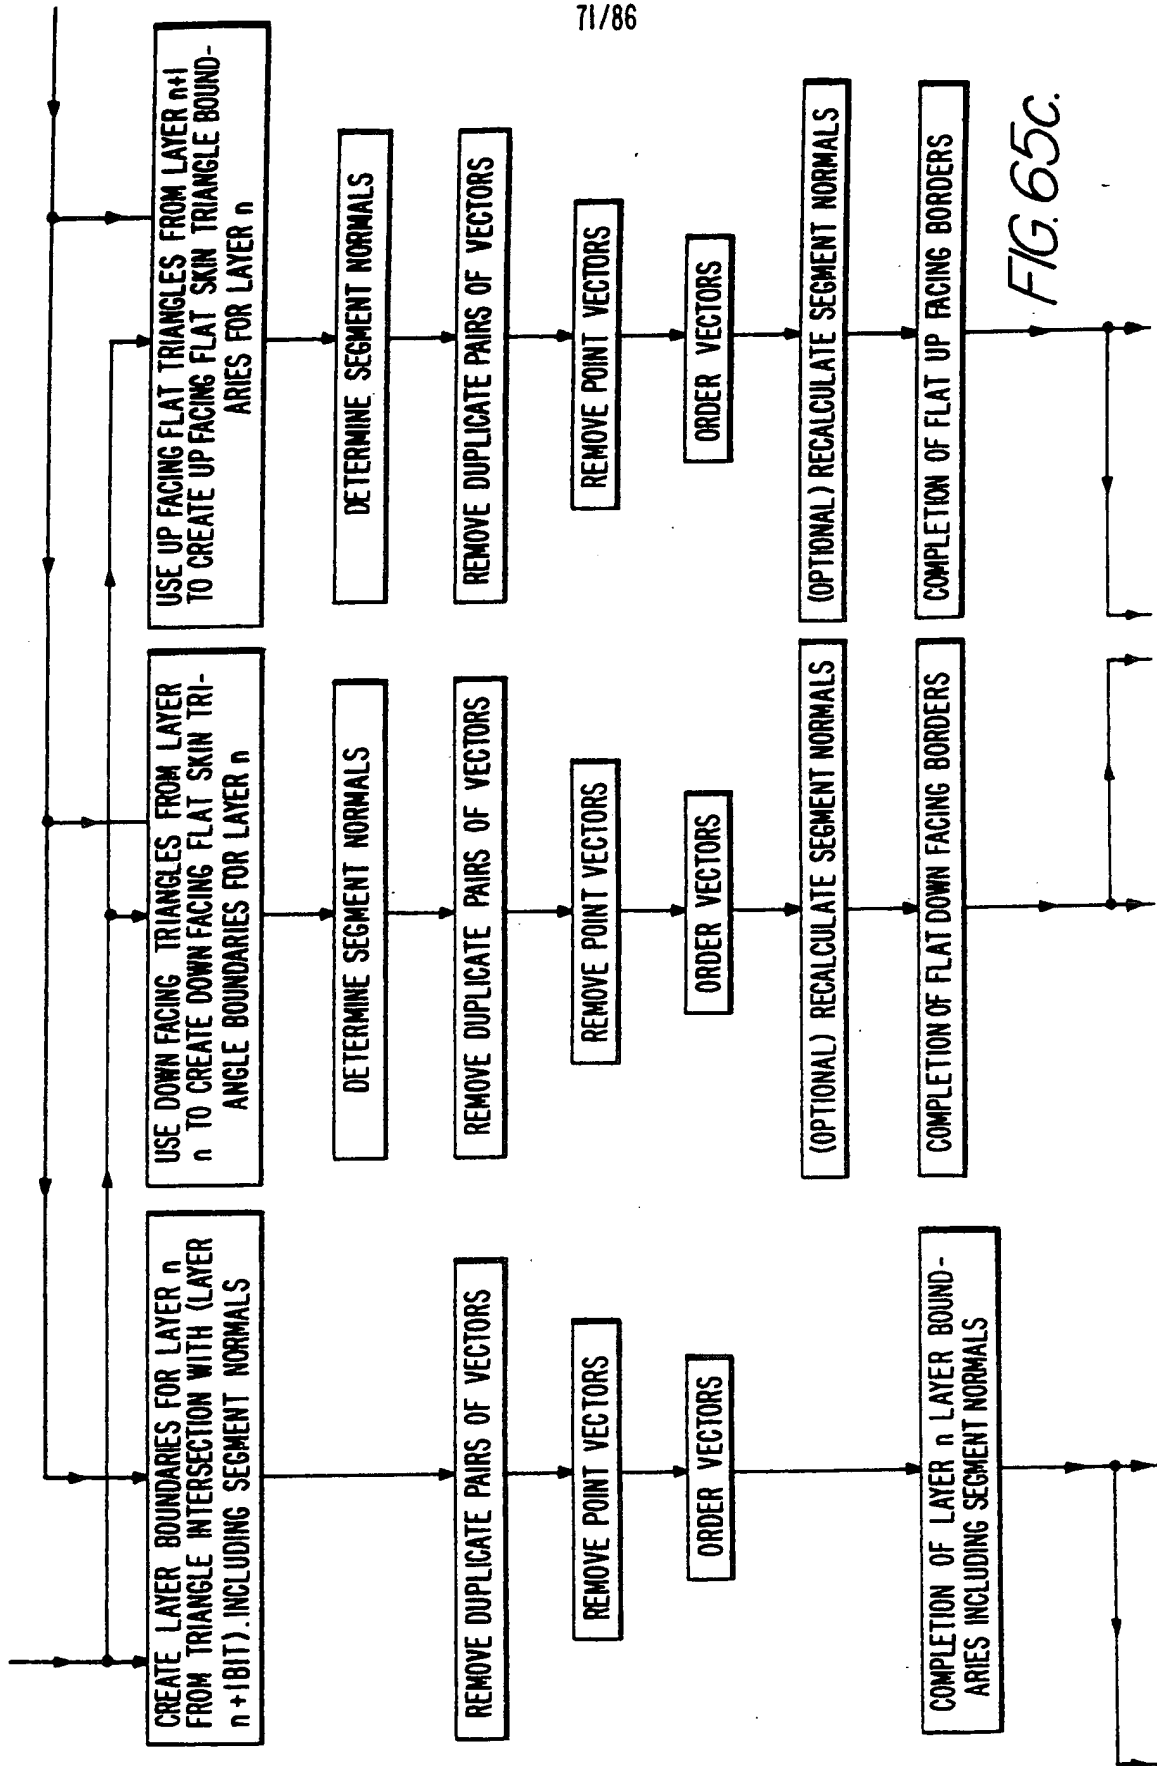 71/86
CREATE LAYER BOUNDARIES FOR LAYER n
FROM TRIANGLE INTERSECTION WITH (LAYER
n+1BIT). INCLUDING SEGMENT NORMALS
REMOVE DUPLICATE PAIRS OF VECTORS
REMOVE POINT VECTORS
ORDER VECTORS
COMPLETION OF LAYER n LAYER BOUND-
ARIES INCLUDING SEGMENT NORMALS
USE DOWN FACING TRIANGLES FROM LAYER
n TO CREATE DOWN FACING FLAT SKIN TRI-
ANGLE BOUNDARIES FOR LAYER n
DETERMINE SEGMENT NORMALS
REMOVE DUPLICATE PAIRS OF VECTORS
REMOVE POINT VECTORS
ORDER VECTORS
(OPTIONAL) RECALCULATE SEGMENT NORMALS
COMPLETION OF FLAT DOWN FACING BORDERS
USE UP FACING FLAT TRIANGLES FROM LAYER n+1
TO CREATE UP FACING FLAT SKIN TRIANGLE BOUND-
ARIES FOR LAYER n
DETERMINE SEGMENT NORMALS
REMOVE DUPLICATE PAIRS OF VECTORS
REMOVE POINT VECTORS
ORDER VECTORS
(OPTIONAL) RECALCULATE SEGMENT NORMALS
COMPLETION OF FLAT UP FACING BORDERS
FIG. 65C.